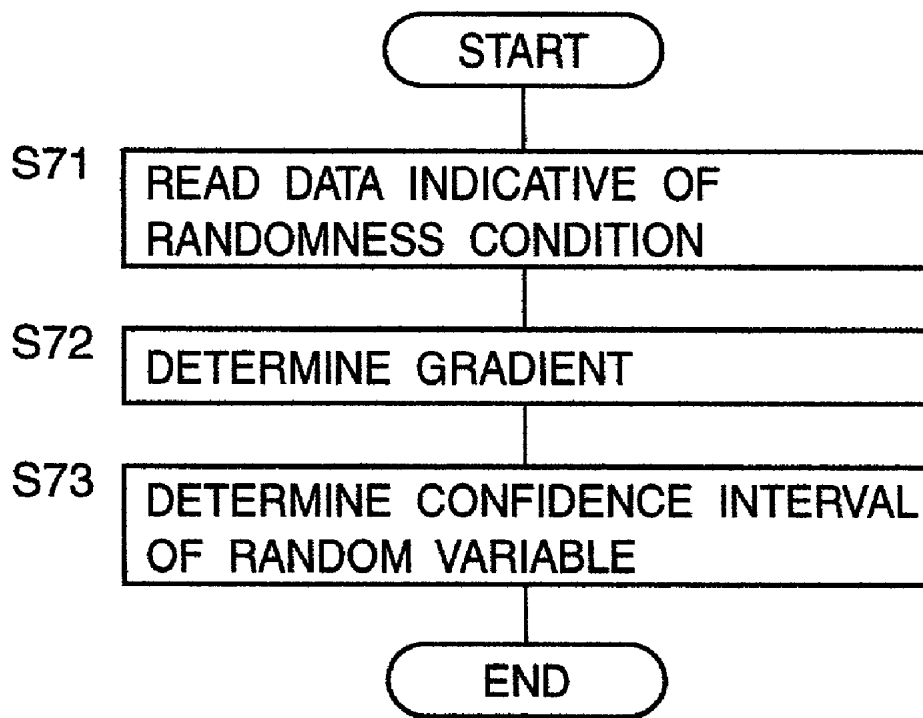 START
S71
READ DATA INDICATIVE OF
RANDOMNESS CONDITION
S72
DETERMINE GRADIENT
S73
DETERMINE CONFIDENCE INTERVAL
OF RANDOM VARIABLE
END